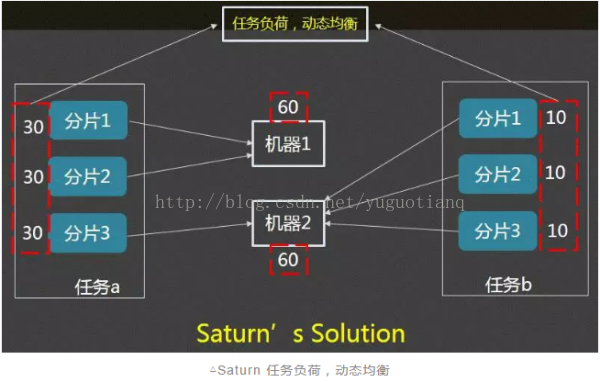 任务负荷，动态均衡
30 分片1
30 分片2
30 分片3
任务a
60
机器1
机器2
60
分片1 10
分片2 10
分片3 10
任务b
http://blog.csdn.net/yuguotianq
Saturn's Solution
△Saturn 任务负荷，动态均衡